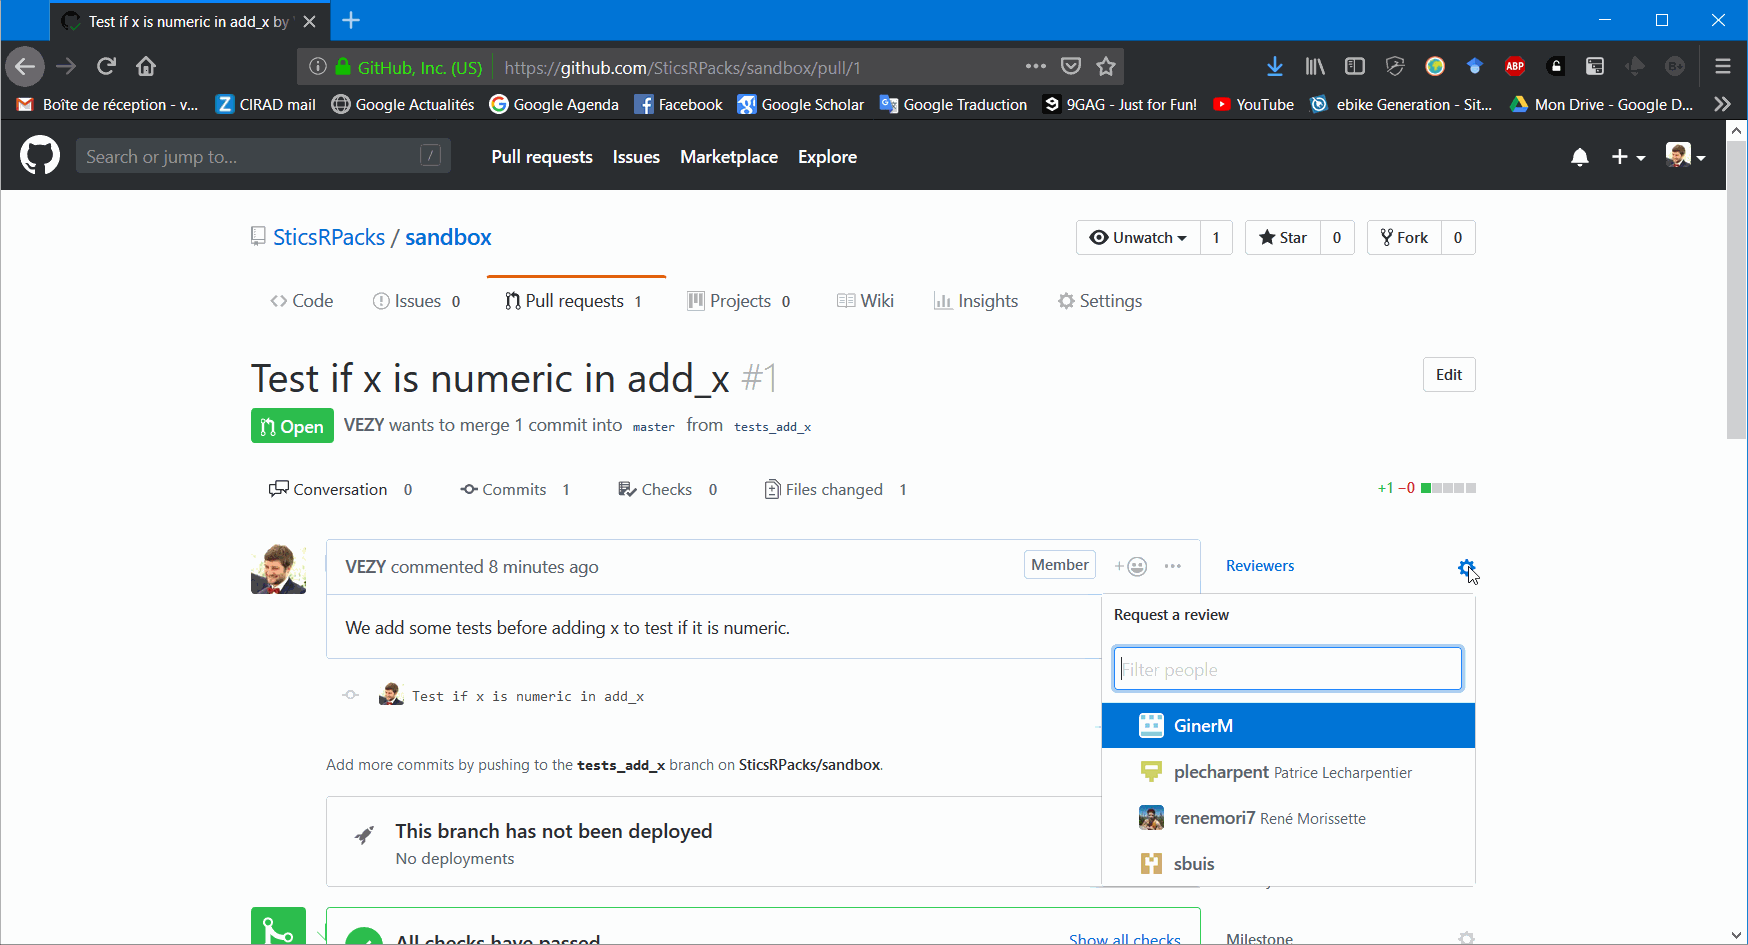 Test if x is numeric in add_x by
GitHub, Inc. (US) https://github.com/SticsRPacks/sandbox/pull/1
ABP
Boîte de réception - v... CIRAD mail Google Actualités Google Agenda Facebook Google Scholar Google Traduction 9GAG - Just for Fun! YouTube ebike Generation - Sit... Mon Drive - Google D...
Search or jump to... / Pull requests Issues Marketplace Explore
SticsRPacks / sandbox Unwatch 1 Star 0 Fork 0
Code Issues 0 Pull requests 1 Projects 0 Wiki Insights Settings
Test if x is numeric in add_x #1 Edit
Open VEZY wants to merge 1 commit into master from tests_add_x
Conversation 0 Commits 1 Checks 0 Files changed 1 +1 −0
VEZY commented 8 minutes ago Member Reviewers
Request a review
We add some tests before adding x to test if it is numeric.
Filter people
Test if x is numeric in add_x
GinerM
Add more commits by pushing to the tests_add_x branch on SticsRPacks/sandbox.
plecharpent Patrice Lecharpentier
renemori7 René Morissette
This branch has not been deployed
No deployments
sbuis
All checks have passed Show all checks Milestone